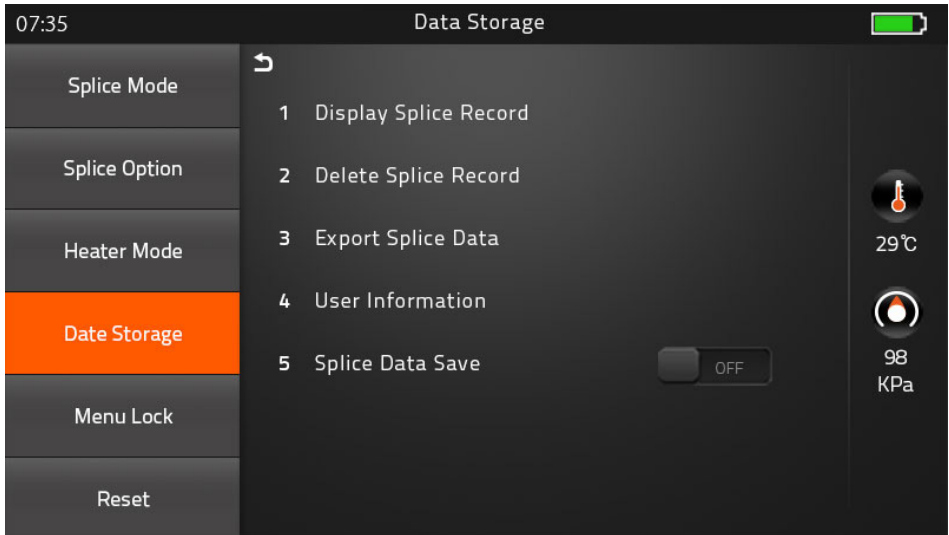 07:35
Data Storage
Splice Mode
Splice Option
Heater Mode
Date Storage
Menu Lock
Reset
1 Display Splice Record
2 Delete Splice Record
3 Export Splice Data
4 User Information
5 Splice Data Save
OFF
29℃
98
KPa